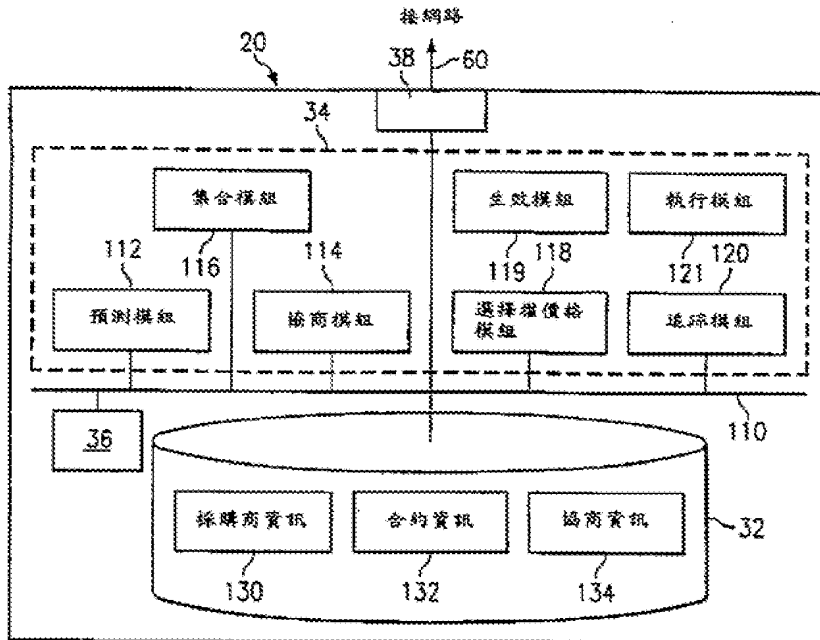 接網路
20
38
60
34
集合模組
生效模組
執行模組
112
116
114
119
118
121
120
預測模組
協商模組
選擇權價格
模組
追踪模組
36
110
採購商資訊
合約資訊
協商資訊
32
130
132
134